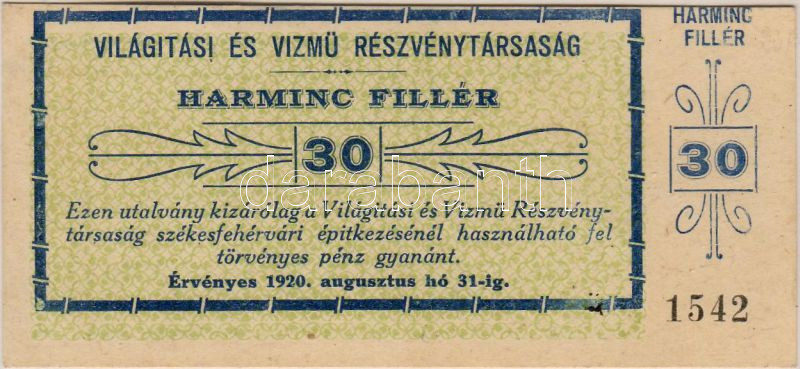 VILÁGITÁSI ÉS VIZMÜ RÉSZVÉNYTÁRSASÁG
HARMINC FILLÉR
30
Ezen utalvány kizárólag a Világitási és Vizmü Részvény-
társaság székesfehérvári épitkezésénél használható fel
törvényes pénz gyanánt.
Érvényes 1920. augusztus hó 31-ig.
HARMINC
FILLÉR
30
1542
databanth